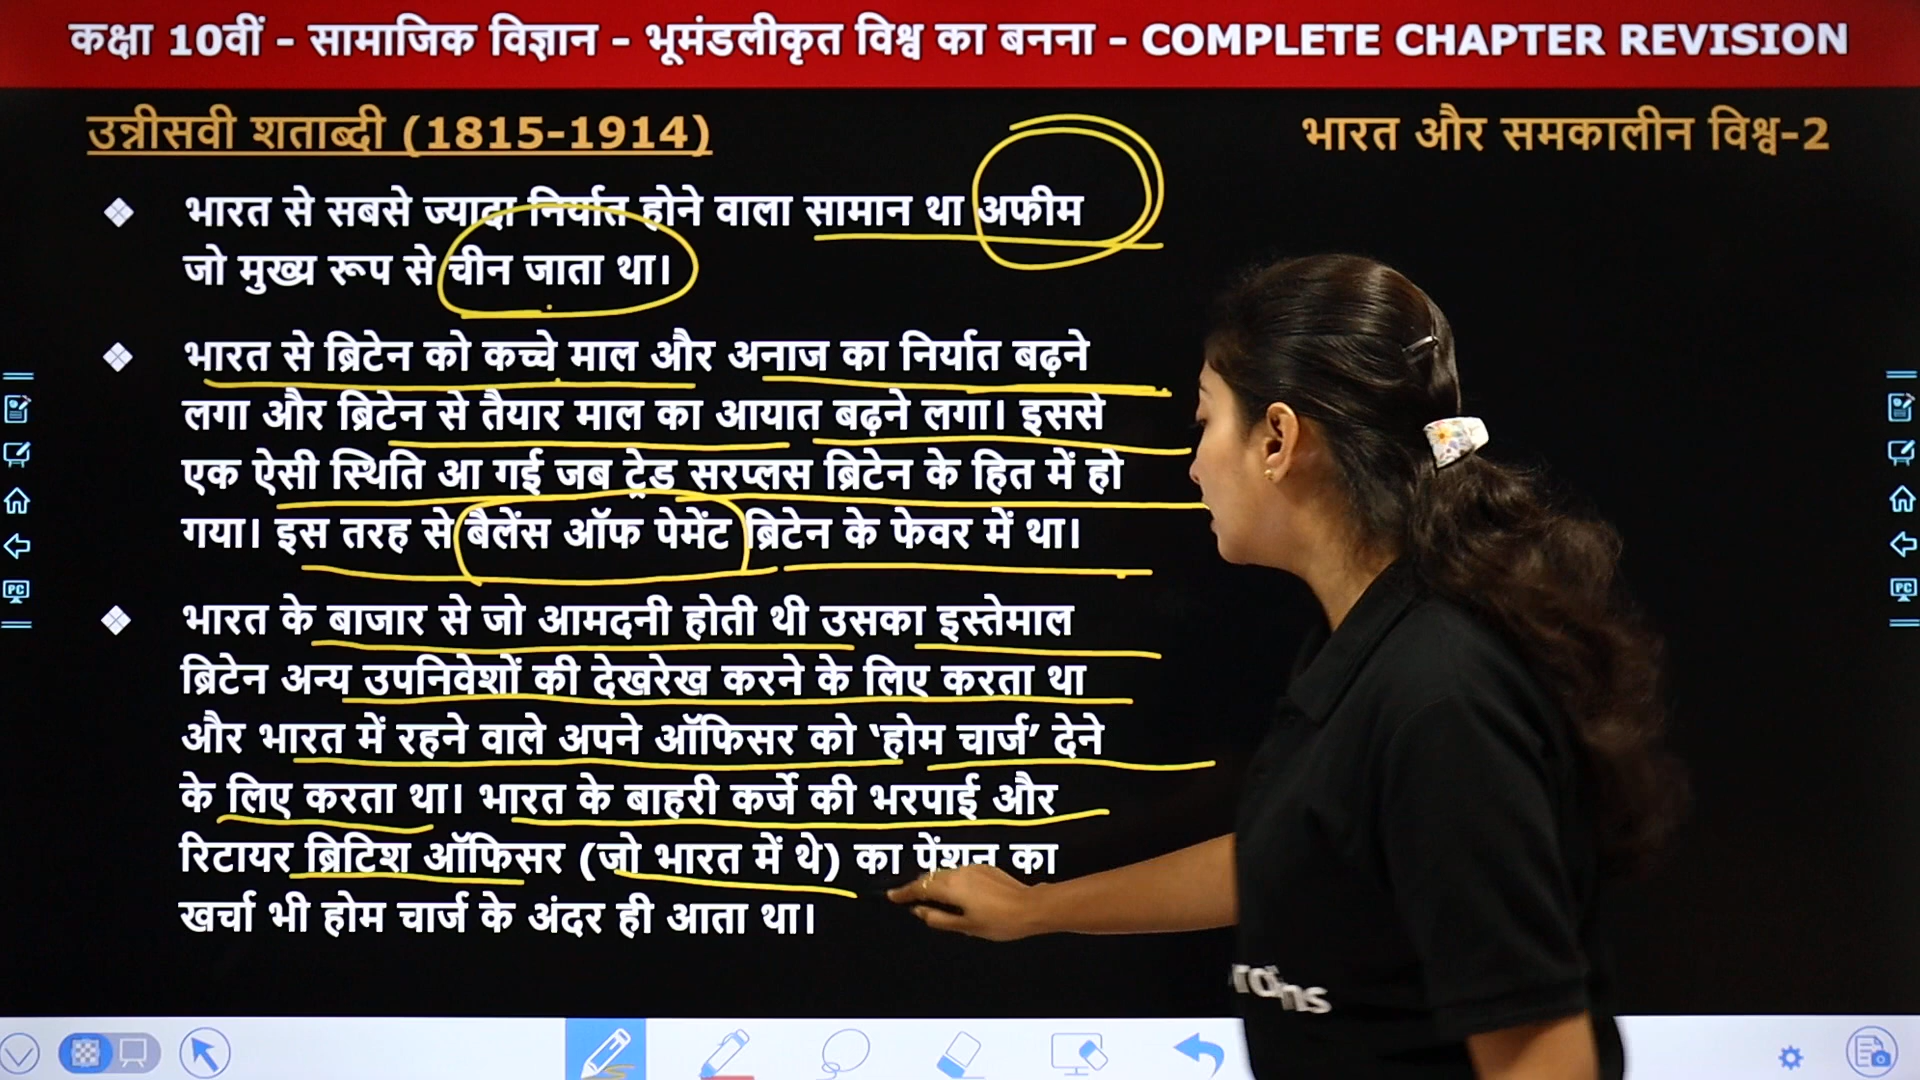 कक्षा 10वीं - सामाजिक विज्ञान - भूमंडलीकृत विश्व का बनना - COMPLETE CHAPTER REVISION
उन्नीसवी शताब्दी (1815-1914)
भारत और समकालीन विश्व-2
भारत से सबसे ज्यादा निर्यात होने वाला सामान था अफीम
जो मुख्य रूप से चीन जाता था।
भारत से ब्रिटेन को कच्चे माल और अनाज का निर्यात बढ़ने
लगा और ब्रिटेन से तैयार माल का आयात बढ़ने लगा। इससे
एक ऐसी स्थिति आ गई जब ट्रेड सरप्लस ब्रिटेन के हित में हो
गया। इस तरह से बैलेंस ऑफ पेमेंट ब्रिटेन के फेवर में था।
भारत के बाजार से जो आमदनी होती थी उसका इस्तेमाल
ब्रिटेन अन्य उपनिवेशों की देखरेख करने के लिए करता था
और भारत में रहने वाले अपने ऑफिसर को ‘होम चार्ज’ देने
के लिए करता था। भारत के बाहरी कर्जे की भरपाई और
रिटायर ब्रिटिश ऑफिसर (जो भारत में थे) का पेंशन का
खर्चा भी होम चार्ज के अंदर ही आता था।
PC
PC